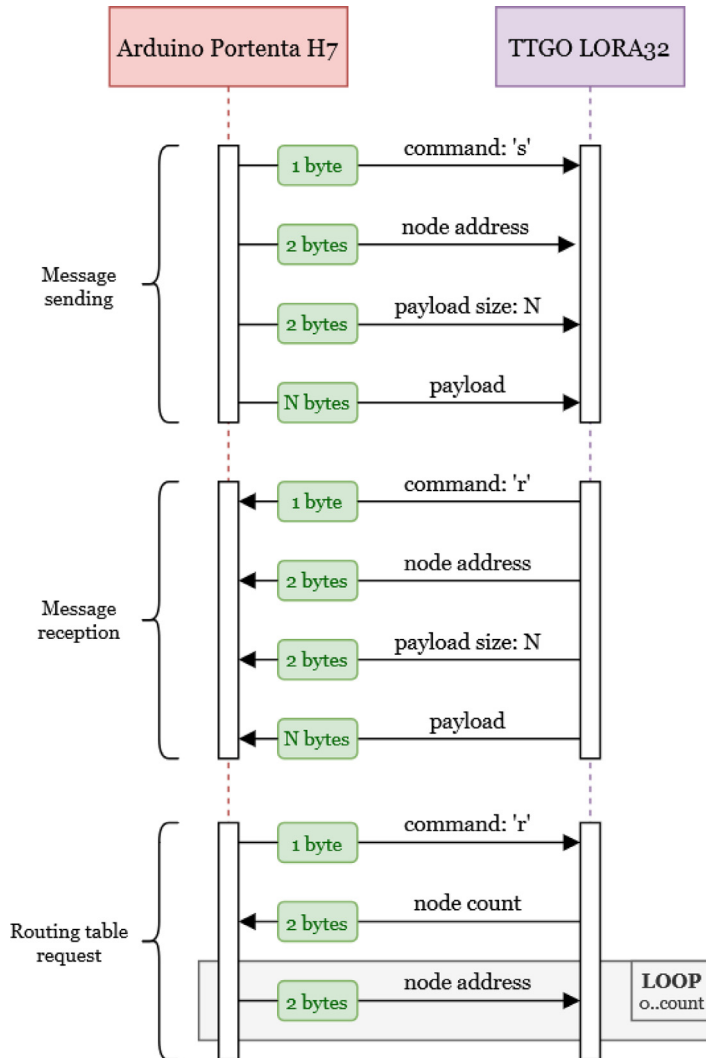 Arduino Portenta H7
TTGO LORA32
Message
sending
1 byte
command: 's'
2 bytes
node address
2 bytes
payload size: N
N bytes
payload
Message
reception
1 byte
command: 'r'
2 bytes
node address
2 bytes
payload size: N
N bytes
payload
Routing table
request
1 byte
command: 'r'
2 bytes
node count
2 bytes
node address
LOOP
0..count